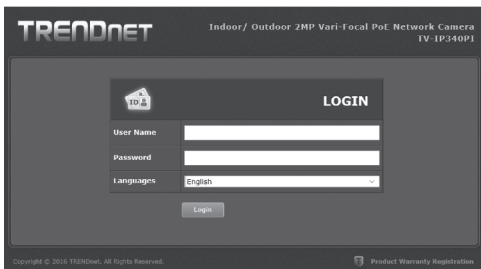 TRENDnet
Indoor/ Outdoor 2MP Vari-Focal PoE Network Camera
TV-IP340PI
ID
LOGIN
User Name
Password
Languages
English
Login
Copyright © 2016 TRENDnet. All Rights Reserved.
Product Warranty Registration